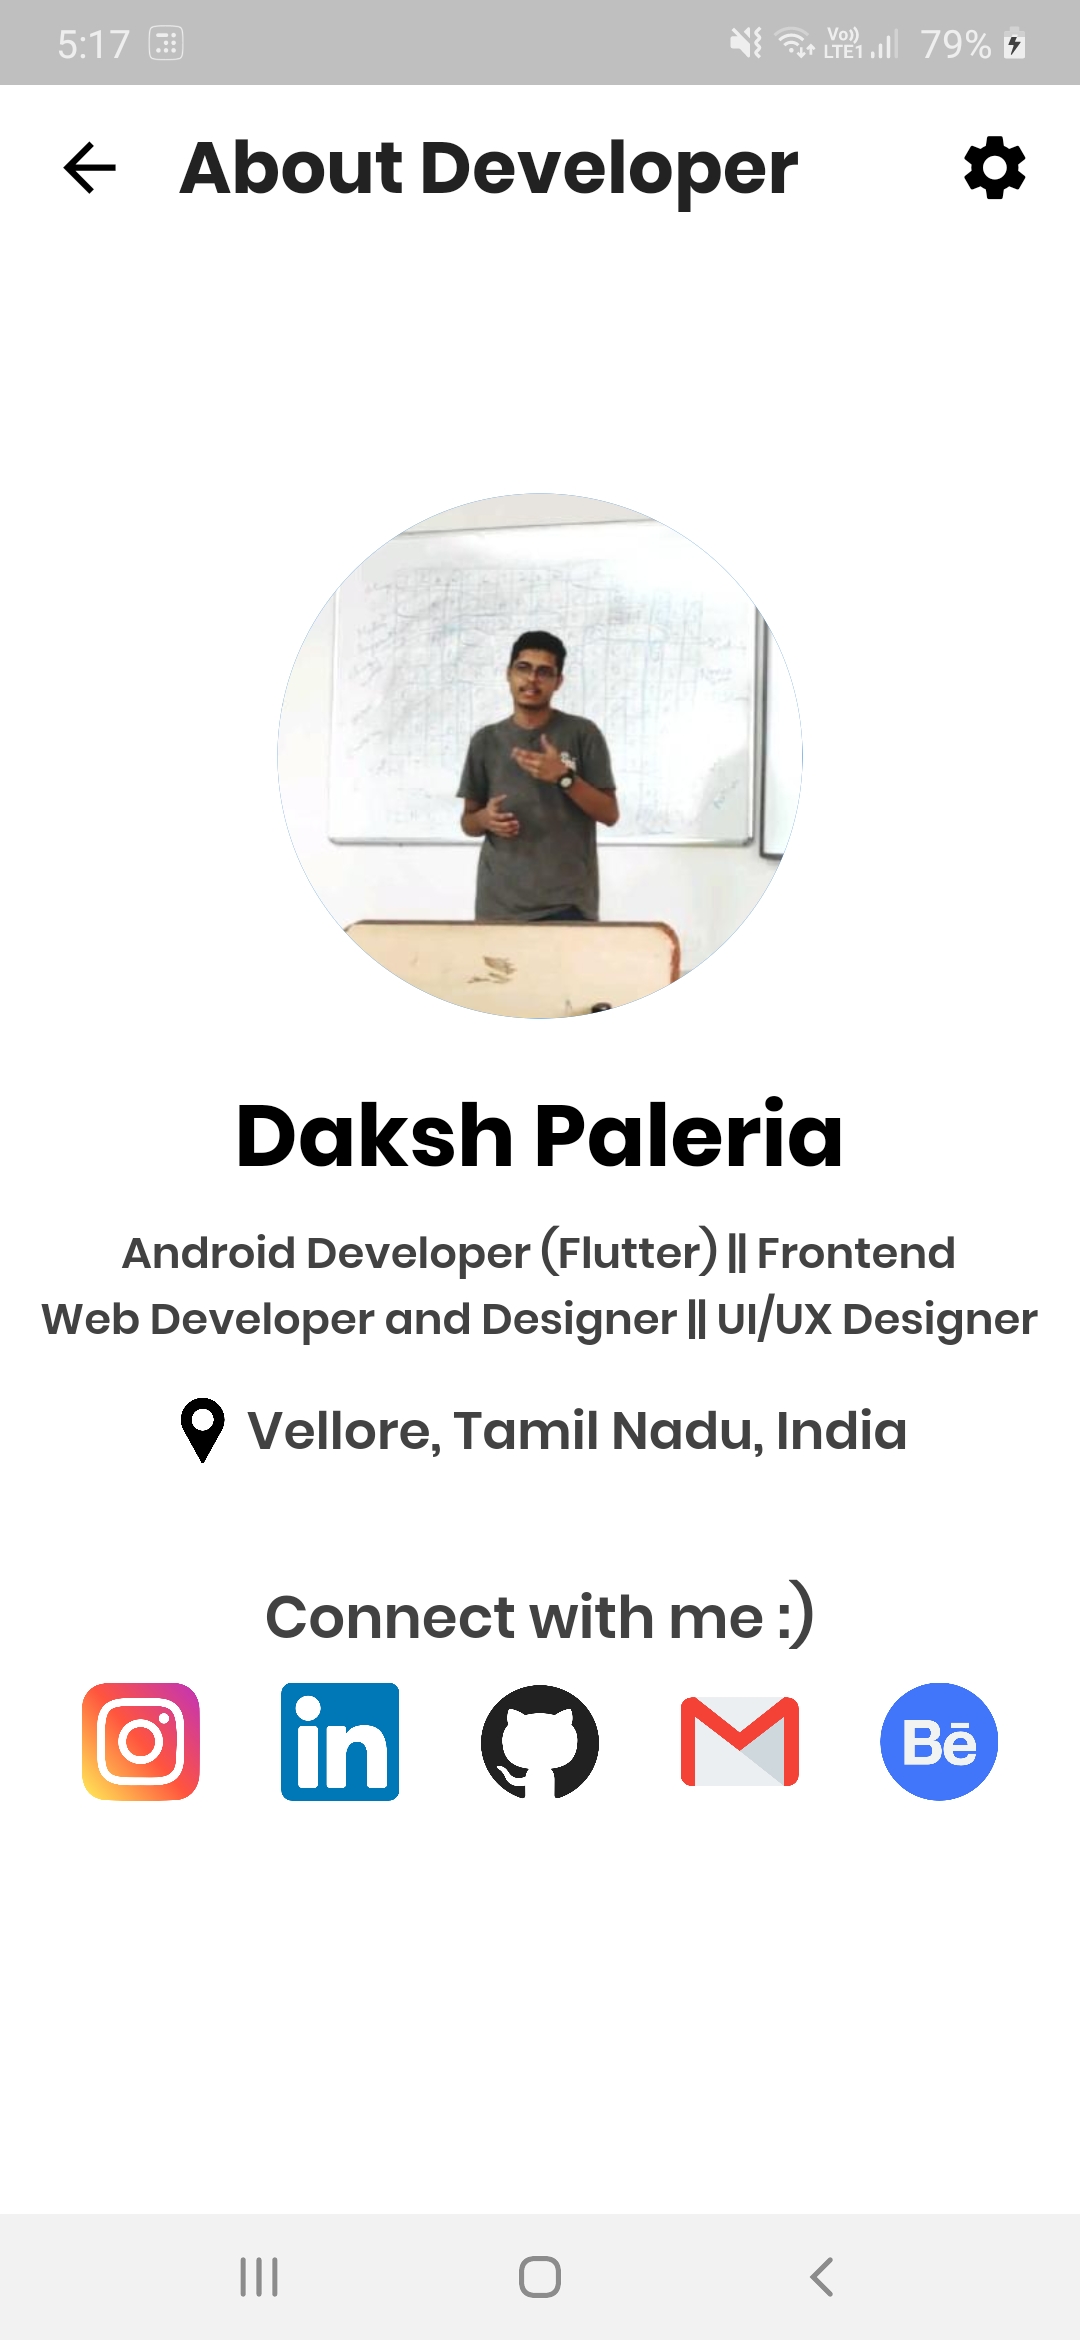 5:17
Vo))
LTE1
79%
About Developer
Daksh Paleria
Android Developer (Flutter) || Frontend
Web Developer and Designer || UI/UX Designer
Vellore, Tamil Nadu, India
Connect with me :)
in
Bē